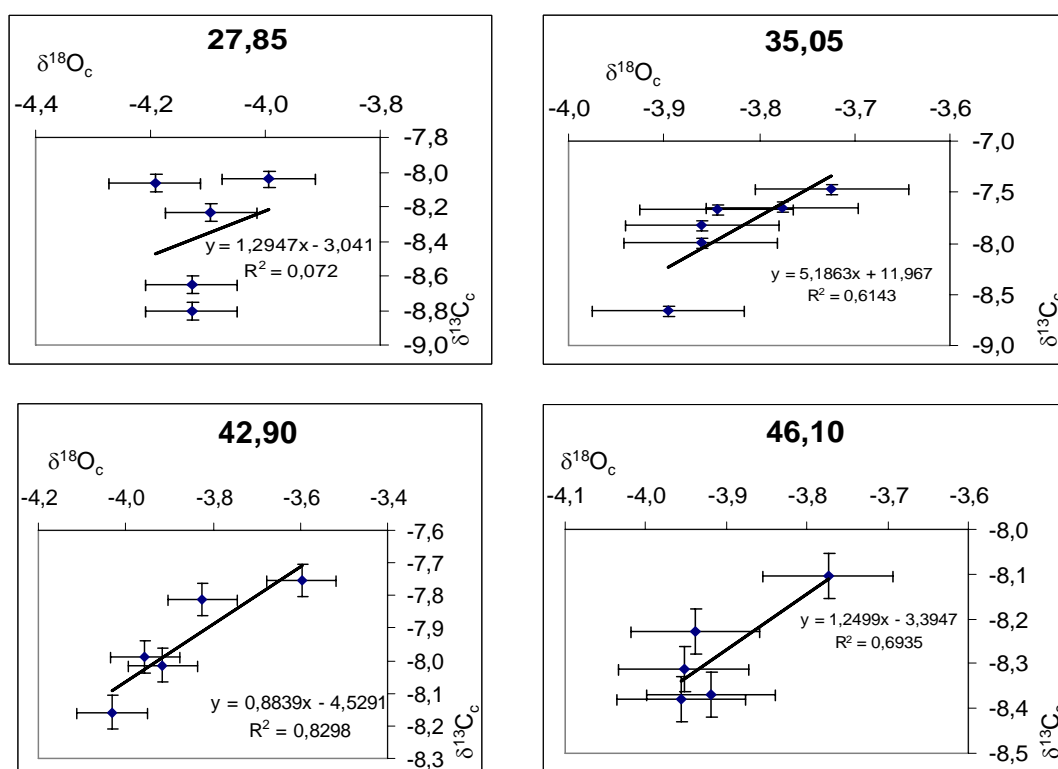 27,85
δ¹⁸Oc
-4,4 -4,2 -4,0 -3,8
-7,8
-8,0
-8,2
-8,4
-8,6
-8,8
-9,0
δ¹³Cc
y = 1,2947x - 3,041
R² = 0,072
35,05
δ¹⁸Oc
-4,0 -3,9 -3,8 -3,7 -3,6
-7,0
-7,5
-8,0
-8,5
-9,0
δ¹³Cc
y = 5,1863x + 11,967
R² = 0,6143
42,90
δ¹⁸Oc
-4,2 -4,0 -3,8 -3,6 -3,4
-7,6
-7,7
-7,8
-7,9
-8,0
-8,1
-8,2
-8,3
δ¹³Cc
y = 0,8839x - 4,5291
R² = 0,8298
46,10
δ¹⁸Oc
-4,1 -4,0 -3,9 -3,8 -3,7 -3,6
-8,0
-8,1
-8,2
-8,3
-8,4
-8,5
δ¹³Cc
y = 1,2499x - 3,3947
R² = 0,6935